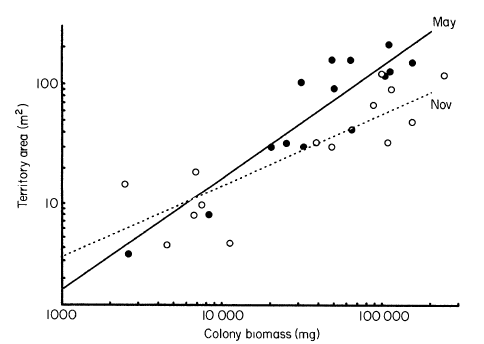 May
100
Nov
Territory area (m²)
10
1000
10 000
100 000
Colony biomass (mg)